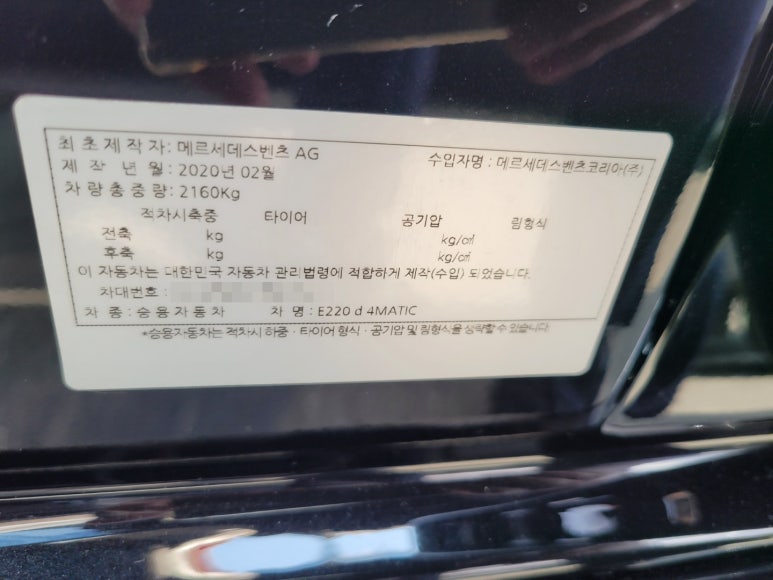 최초제작자: 메르세데스벤츠 AG 수입자명 : 메르세데스벤츠코리아(주)
제 작 년 월: 2020년 02월
차량총중량: 2160Kg
적차시축중 타이어 공기압 림형식
전축 kg kg/㎠
후축 kg kg/㎠
이 자동차는 대한민국 자동차 관리법령에 적합하게 제작(수입) 되었습니다.
차대번호 :
차 종 : 승용자동차 차 명 : E220 d 4MATIC
*승용자동차는 적차시 하중 · 타이어 형식 · 공기압 및 림형식을 생략할 수 있습니다.